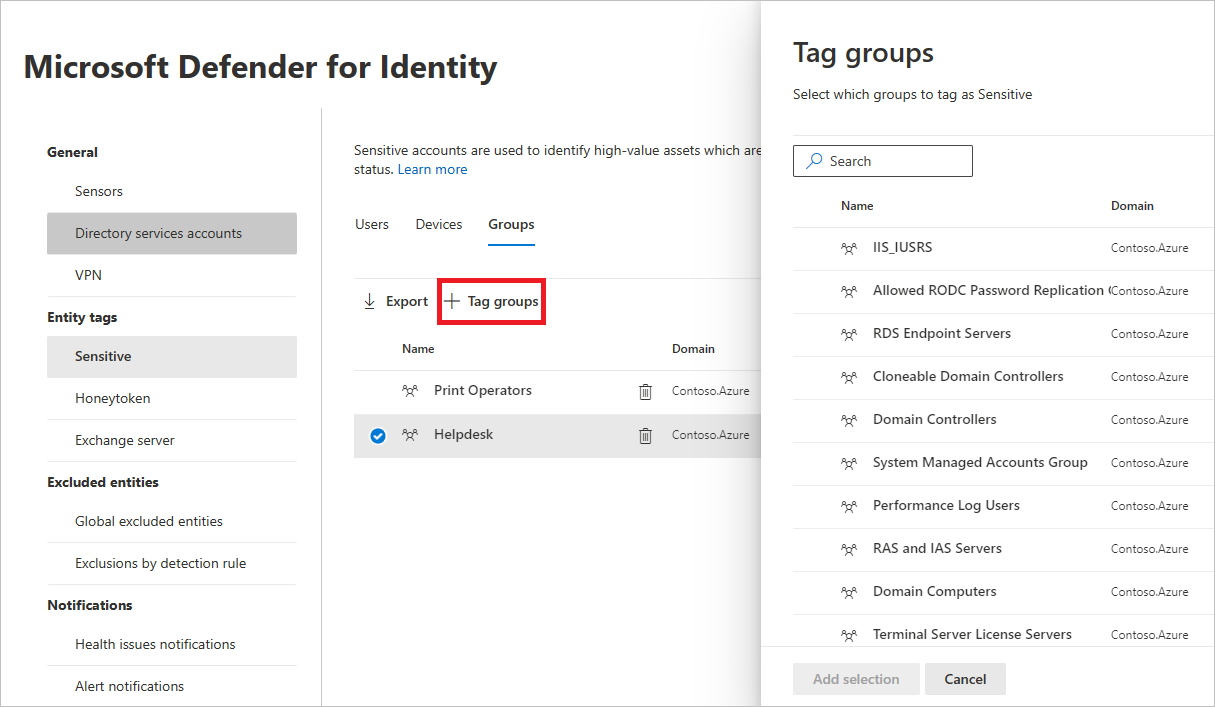 Microsoft Defender for Identity
General
Sensors
Directory services accounts
VPN
Entity tags
Sensitive
Honeytoken
Exchange server
Excluded entities
Global excluded entities
Exclusions by detection rule
Notifications
Health issues notifications
Alert notifications
Sensitive accounts are used to identify high-value assets which are
status. Learn more
Users Devices Groups
Export Tag groups
Name Domain
Print Operators Contoso.Azure
Helpdesk Contoso.Azure
Tag groups
Select which groups to tag as Sensitive
Search
Name Domain
IIS_IUSRS Contoso.Azure
Allowed RODC Password Replication Contoso.Azure
RDS Endpoint Servers Contoso.Azure
Cloneable Domain Controllers Contoso.Azure
Domain Controllers Contoso.Azure
System Managed Accounts Group Contoso.Azure
Performance Log Users Contoso.Azure
RAS and IAS Servers Contoso.Azure
Domain Computers Contoso.Azure
Terminal Server License Servers Contoso.Azure
Add selection Cancel